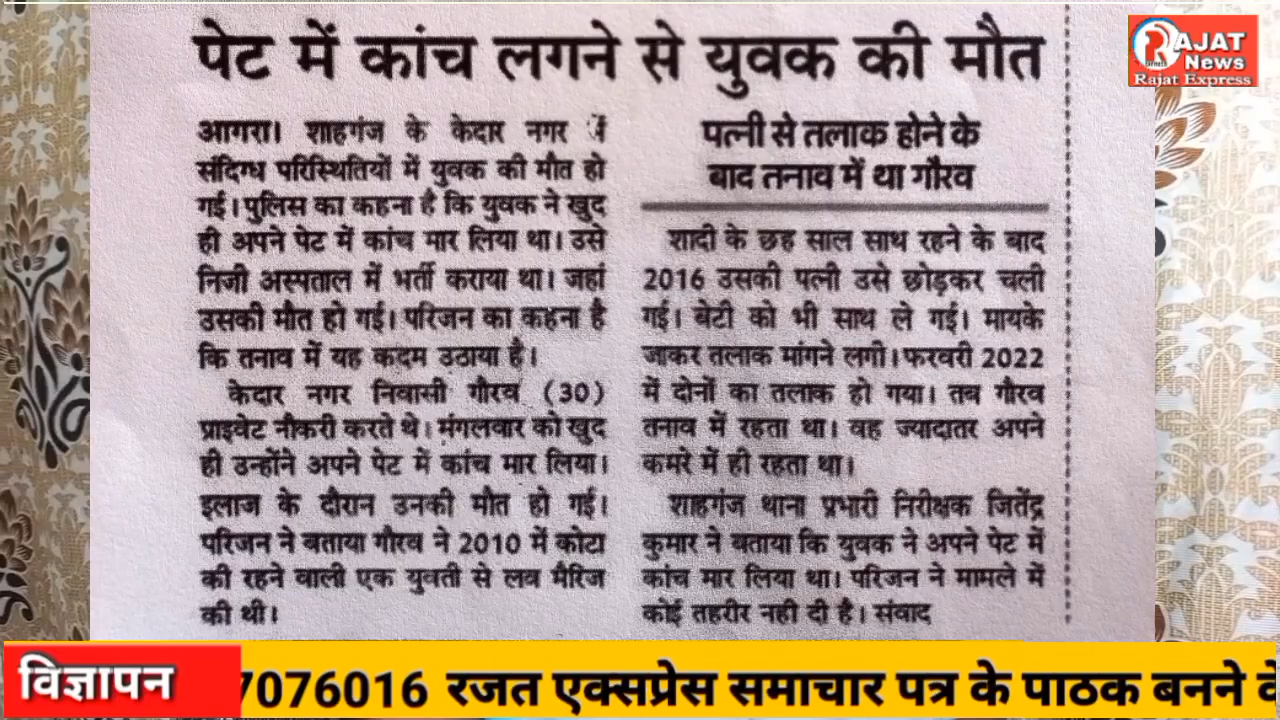 पेट में कांच लगने से युवक की मौत
आगरा। शाहगंज के केदार नगर में
संदिग्ध परिस्थितियों में युवक की मौत हो
गई। पुलिस का कहना है कि युवक ने खुद
ही अपने पेट में कांच मार लिया था। उसे
निजी अस्पताल में भर्ती कराया था। जहां
उसकी मौत हो गई। परिजन का कहना है
कि तनाव में यह कदम उठाया है।
केदार नगर निवासी गौरव (30)
प्राइवेट नौकरी करते थे। मंगलवार को खुद
ही उन्होंने अपने पेट में कांच मार लिया।
इलाज के दौरान उनकी मौत हो गई।
परिजन ने बताया गौरव ने 2010 में कोटा
की रहने वाली एक युवती से लव मैरिज
की थी।
पत्नी से तलाक होने के
बाद तनाव में था गौरव
शादी के छह साल साथ रहने के बाद
2016 उसकी पत्नी उसे छोड़कर चली
गई। बेटी को भी साथ ले गई। मायके
जाकर तलाक मांगने लगी। फरवरी 2022
में दोनों का तलाक हो गया। तब गौरव
तनाव में रहता था। वह ज्यादातर अपने
कमरे में ही रहता था।
शाहगंज थाना प्रभारी निरीक्षक जितेंद्र
कुमार ने बताया कि युवक ने अपने पेट में
कांच मार लिया था। परिजन ने मामले में
कोई तहरीर नही दी है। संवाद
RAJAT
News
Rajat Express
विज्ञापन
7076016 रजत एक्सप्रेस समाचार पत्र के पाठक बनने के